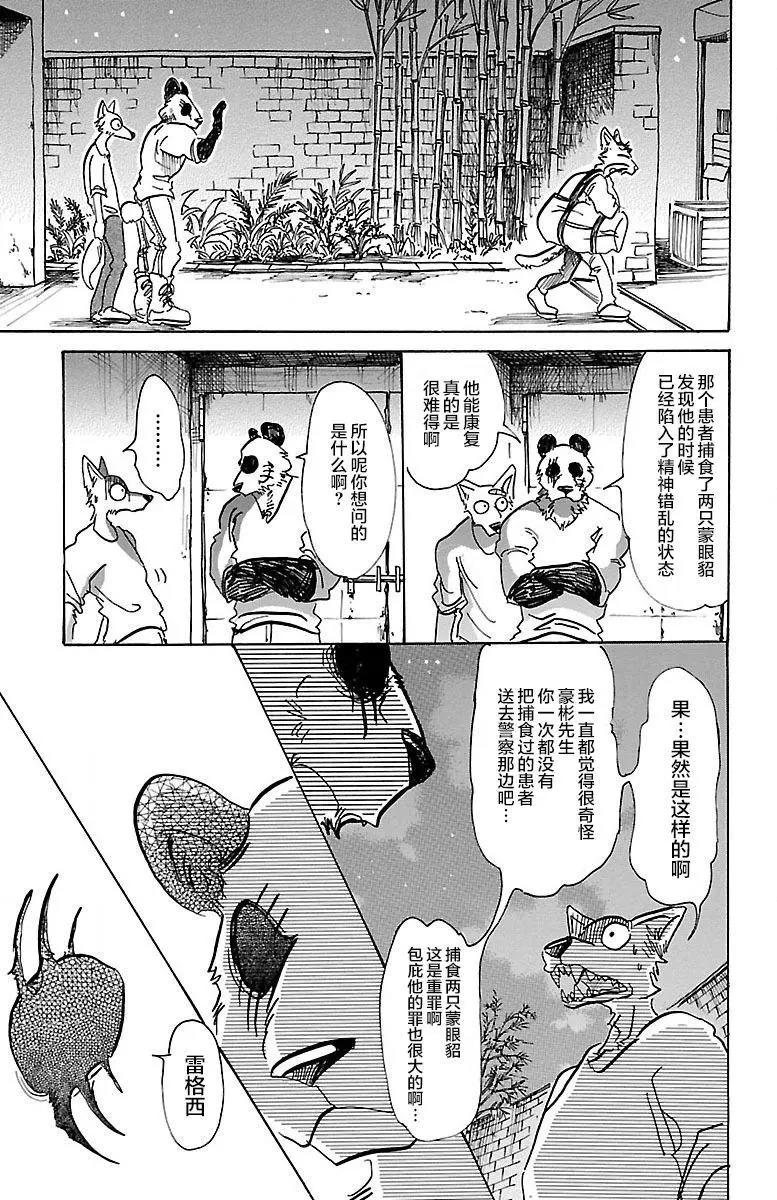 那个患者捕食了两只蒙眼貂
发现他的时候
已经陷入了精神错乱的状态
他能康复
真的是
很难得啊
所以呢你想问的
是什么啊?
………
果…果然是这样的啊
我一直都觉得很奇怪
豪彬先生
你一次都没有
把捕食过的患者
送去警察那边吧…
捕食两只蒙眼貂
这是重罪啊
包庇他的罪也很大的啊…
雷格西